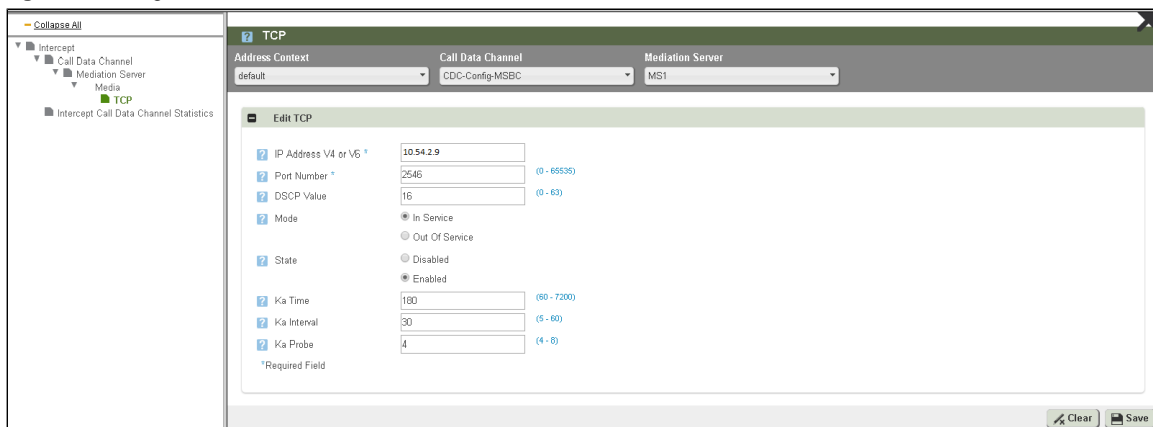 Collapse All
Intercept
Call Data Channel
Mediation Server
Media
TCP
Intercept Call Data Channel Statistics
? TCP
Address Context Call Data Channel Mediation Server
default CDC-Config-MSBC MS1
Edit TCP
? IP Address V4 or V6 * 10.54.2.9
? Port Number * 2546 (0 - 65535)
? DSCP Value 16 (0 - 63)
? Mode In Service
Out Of Service
? State Disabled
Enabled
? Ka Time 180 (60 - 7200)
? Ka Interval 30 (5 - 60)
? Ka Probe 4 (4 - 8)
*Required Field
Clear Save